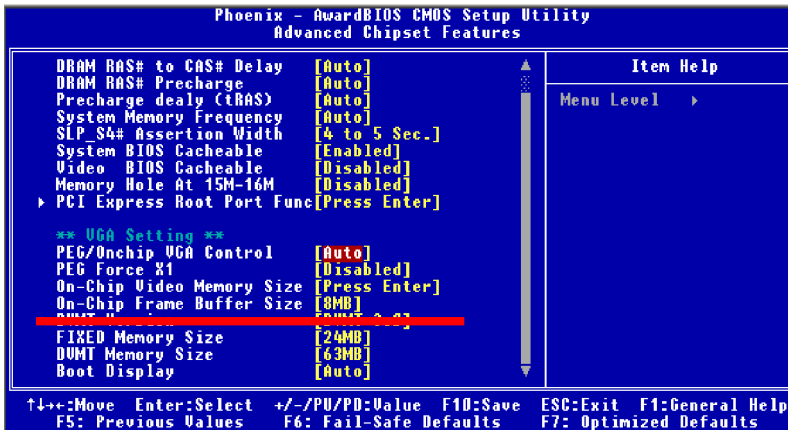 Phoenix - AwardBIOS CMOS Setup Utility
Advanced Chipset Features
DRAM RAS# to CAS# Delay [Auto]
DRAM RAS# Precharge [Auto]
Precharge dealy (tRAS) [Auto]
System Memory Frequency [Auto]
SLP_S4# Assertion Width [4 to 5 Sec.]
System BIOS Cacheable [Enabled]
Video BIOS Cacheable [Disabled]
Memory Hole At 15M-16M [Disabled]
PCI Express Root Port Func[Press Enter]
** VGA Setting **
PEG/Onchip VGA Control [Auto]
PEG Force X1 [Disabled]
On-Chip Video Memory Size [Press Enter]
On-Chip Frame Buffer Size [8MB]
FIXED Memory Size [24MB]
DVMT Memory Size [63MB]
Boot Display [Auto]
Item Help
Menu Level
↑↓→←:Move Enter:Select +/-/PU/PD:Value F10:Save ESC:Exit F1:General Help
F5: Previous Values F6: Fail-Safe Defaults F7: Optimized Defaults